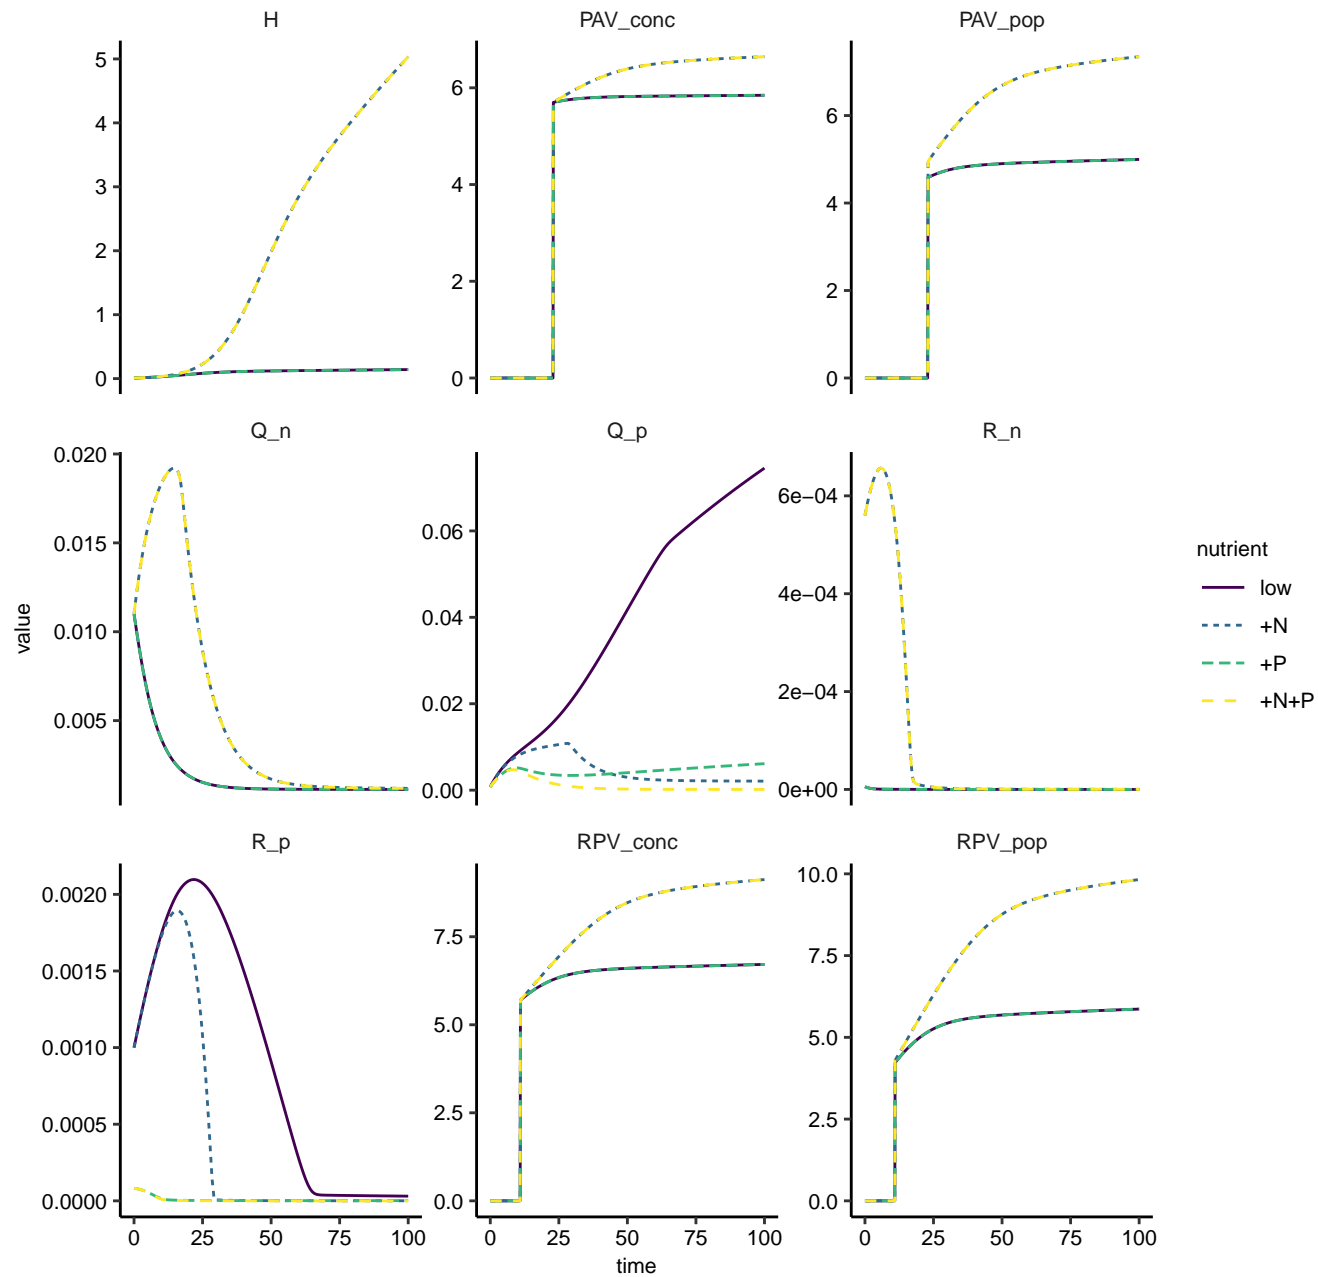 H
PAV_conc
PAV_pop
5
4
3
2
1
0
6
4
2
0
6
4
2
0
Q_n
Q_p
R_n
0.020
0.015
0.010
0.005
0.06
0.04
0.02
0.00
6e−04
4e−04
2e−04
0e+00
value
nutrient
low
+N
+P
+N+P
R_p
RPV_conc
RPV_pop
0.0020
0.0015
0.0010
0.0005
0.0000
7.5
5.0
2.5
0.0
10.0
7.5
5.0
2.5
0.0
0 25 50 75 100
0 25 50 75 100
0 25 50 75 100
time